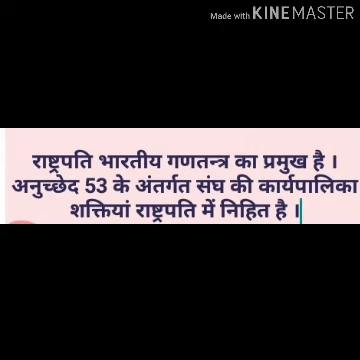 Made with KINEMASTER
राष्ट्रपति भारतीय गणतन्त्र का प्रमुख है ।
अनुच्छेद 53 के अंतर्गत संघ की कार्यपालिका
शक्तियां राष्ट्रपति में निहित है ।